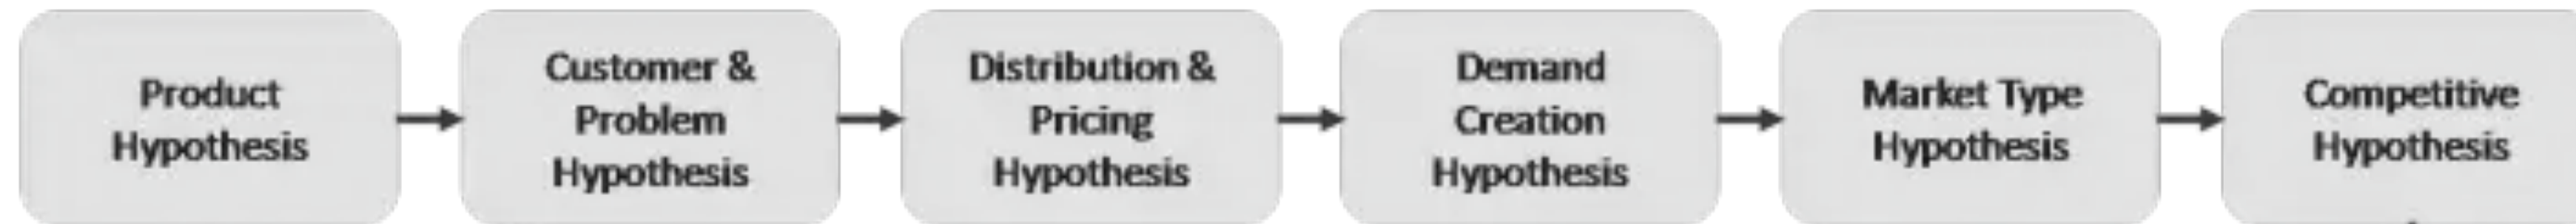 Product
Hypothesis
Customer &
Problem
Hypothesis
Distribution &
Pricing
Hypothesis
Demand
Creation
Hypothesis
Market Type
Hypothesis
Competitive
Hypothesis